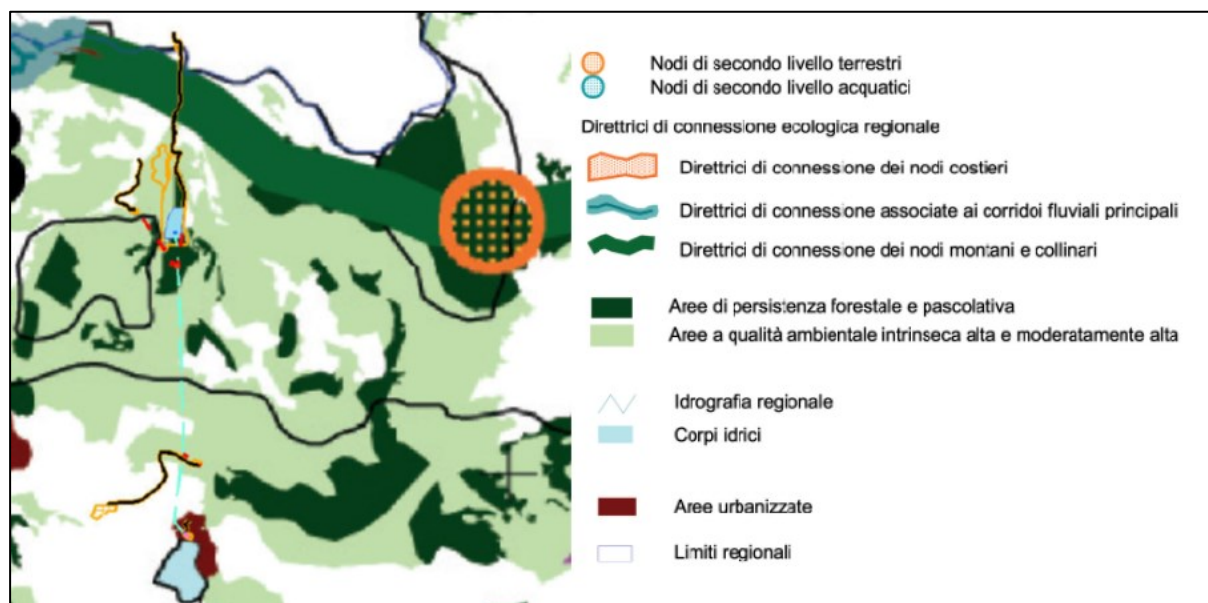 Nodi di secondo livello terrestri
Nodi di secondo livello acquatici
Direttrici di connessione ecologica regionale
Direttrici di connessione dei nodi costieri
Direttrici di connessione associate ai corridoi fluviali principali
Direttrici di connessione dei nodi montani e collinari
Aree di persistenza forestale e pascolativa
Aree a qualità ambientale intrinseca alta e moderatamente alta
Idrografia regionale
Corpi idrici
Aree urbanizzate
Limiti regionali